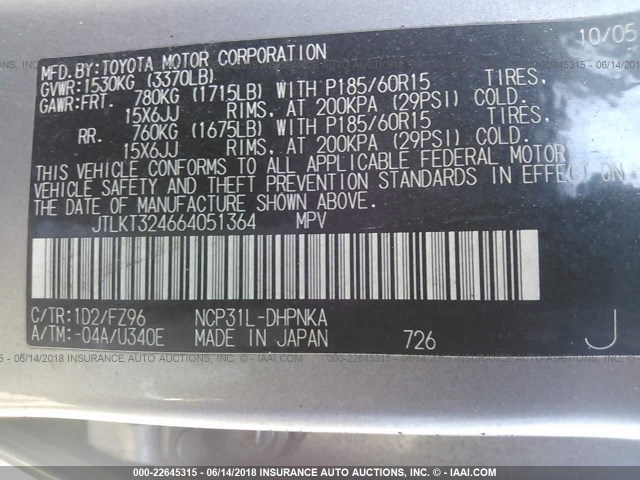 MFD.BY:TOYOTA MOTOR CORPORATION 10/05
GVWR:1530KG (3370LB)
GAWR:FRT. 780KG (1715LB) WITH P185/60R15 TIRES,
15X6JJ RIMS, AT 200KPA (29PSI) COLD.
RR. 760KG (1675LB) WITH P185/60R15 TIRES,
15X6JJ RIMS, AT 200KPA (29PSI) COLD.
THIS VEHICLE CONFORMS TO ALL APPLICABLE FEDERAL MOTOR
VEHICLE SAFETY AND THEFT PREVENTION STANDARDS IN EFFECT ON
THE DATE OF MANUFACTURE SHOWN ABOVE.
JTLKT324664051364 MPV
C/TR:1D2/FZ96 NCP31L-DHPNKA
A/TM:-04A/U340E MADE IN JAPAN 726 J
000-22645315 - 06/14/2018 INSURANCE AUTO AUCTIONS © - IAAI.COM